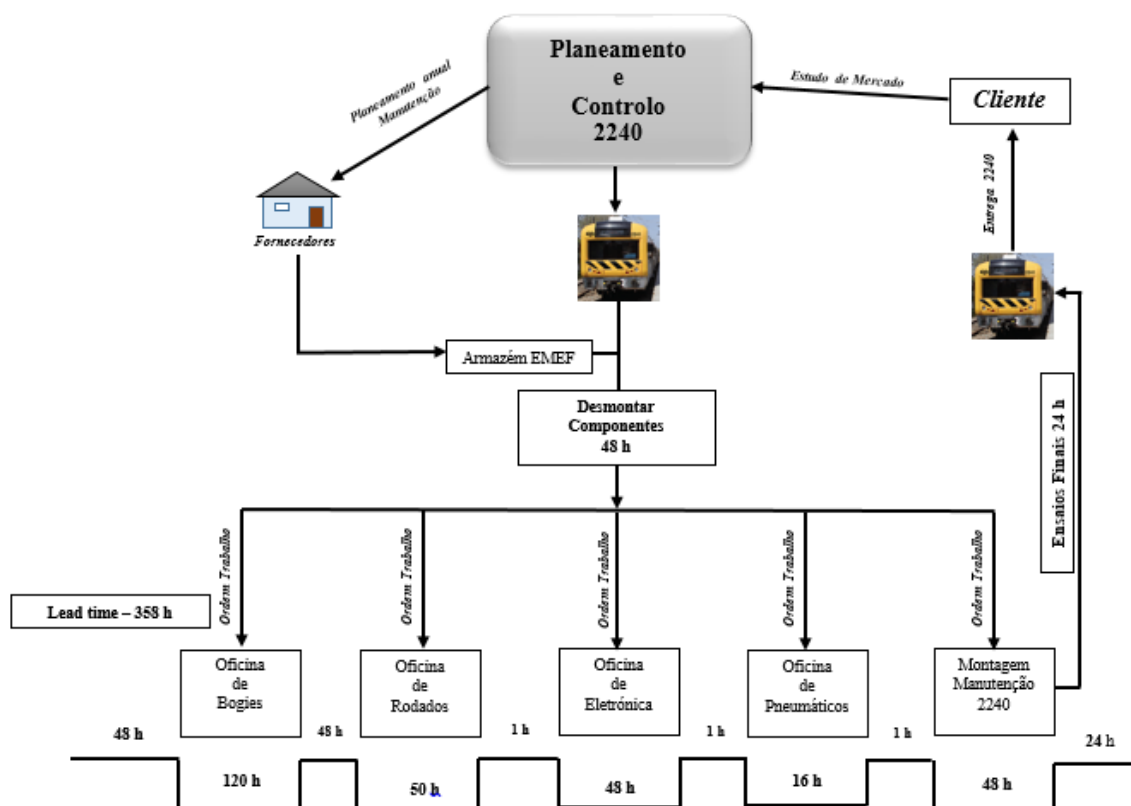 Planeamento
e
Controlo
2240
Planeamento anual
Manutenção
Estudo de Mercado
Cliente
Entrega 2240
Fornecedores
Armazém EMEF
Desmontar
Componentes
48 h
Ensaios Finais 24 h
Ordem Trabalho
Ordem Trabalho
Ordem Trabalho
Ordem Trabalho
Ordem Trabalho
Lead time – 358 h
Oficina
de
Bogies
Oficina
de
Rodados
Oficina
de
Eletrónica
Oficina
de
Pneumáticos
Montagem
Manutenção
2240
48 h
48 h
1 h
1 h
1 h
24 h
120 h
50 h
48 h
16 h
48 h